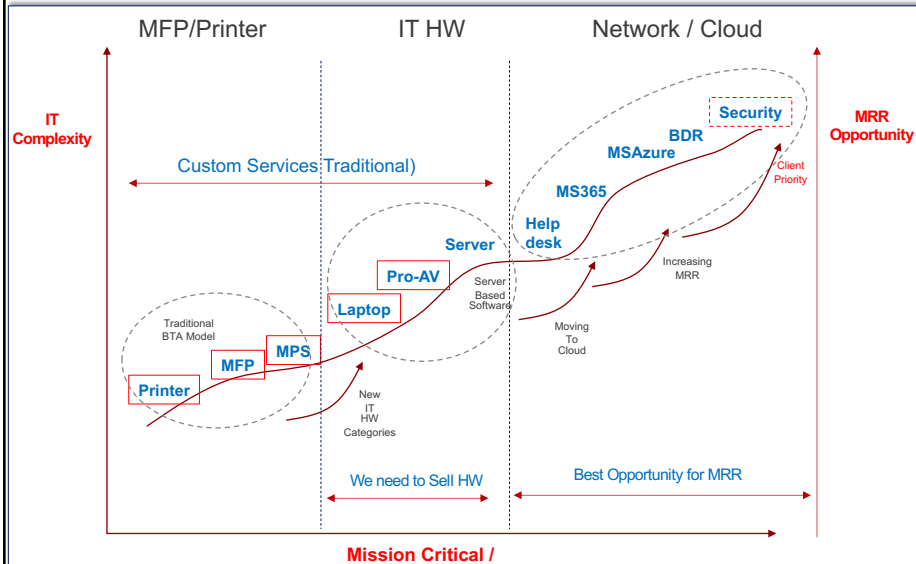 MFP/Printer
IT HW
Network / Cloud
IT
Complexity
MRR
Opportunity
Security
BDR
MSAzure
Client
Priority
Custom Services Traditional)
MS365
Help
desk
Server
Increasing
MRR
Pro-AV
Server
Based
Software
Laptop
Traditional
BTA Model
Moving
To
Cloud
MPS
MFP
Printer
New
IT
HW
Categories
We need to Sell HW
Best Opportunity for MRR
Mission Critical /